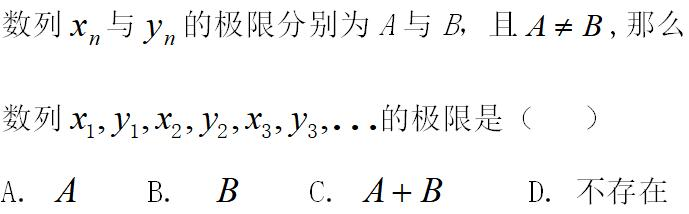 数列 xₙ 与 yₙ 的极限分别为 A 与 B，且 A ≠ B , 那么
数列 x₁, y₁, x₂, y₂, x₃, y₃, ... 的极限是（　　）
A. A　B. B　C. A + B　D. 不存在